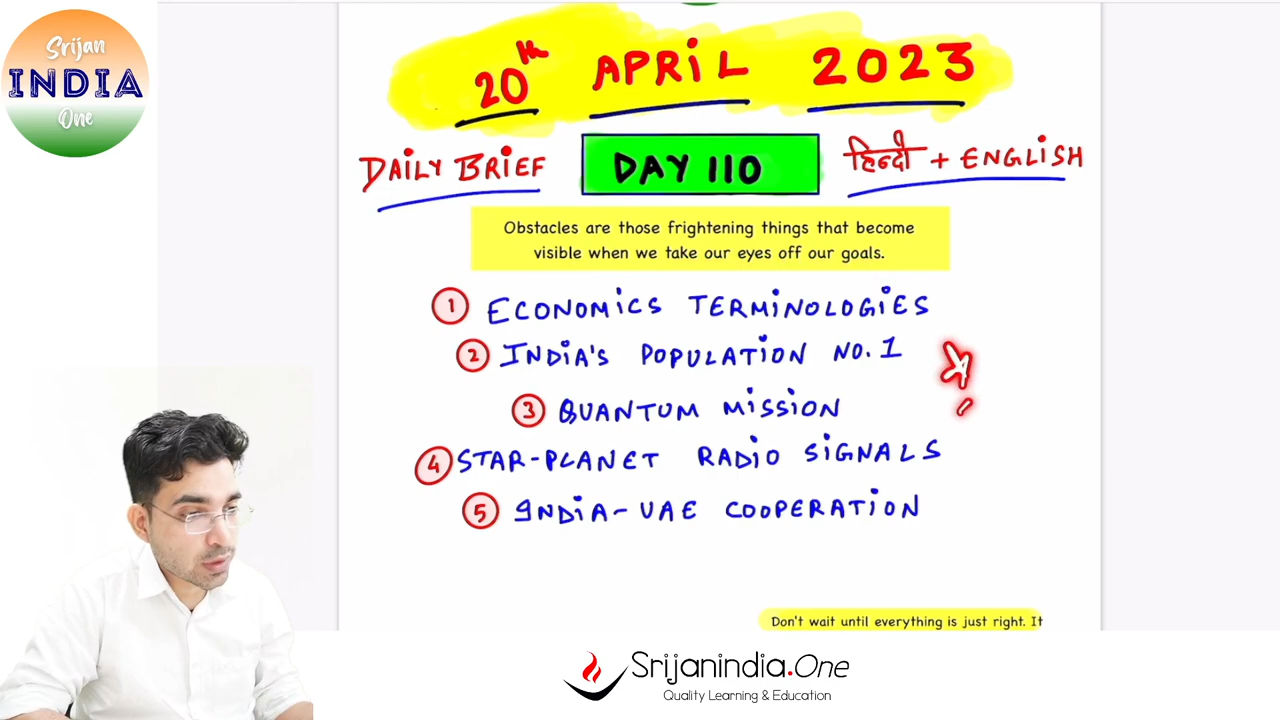 Srijan
INDIA
One
20th APRIL 2023
DAILY BRIEF
DAY 110
हिन्दी + ENGLISH
Obstacles are those frightening things that become
visible when we take our eyes off our goals.
1 ECONOMICS TERMINOLOGIES
2 INDIA'S POPULATION NO. 1
3 QUANTUM MISSION
4 STAR-PLANET RADIO SIGNALS
5 INDIA-UAE COOPERATION
Don't wait until everything is just right. It
Srijanindia.One
Quality Learning & Education